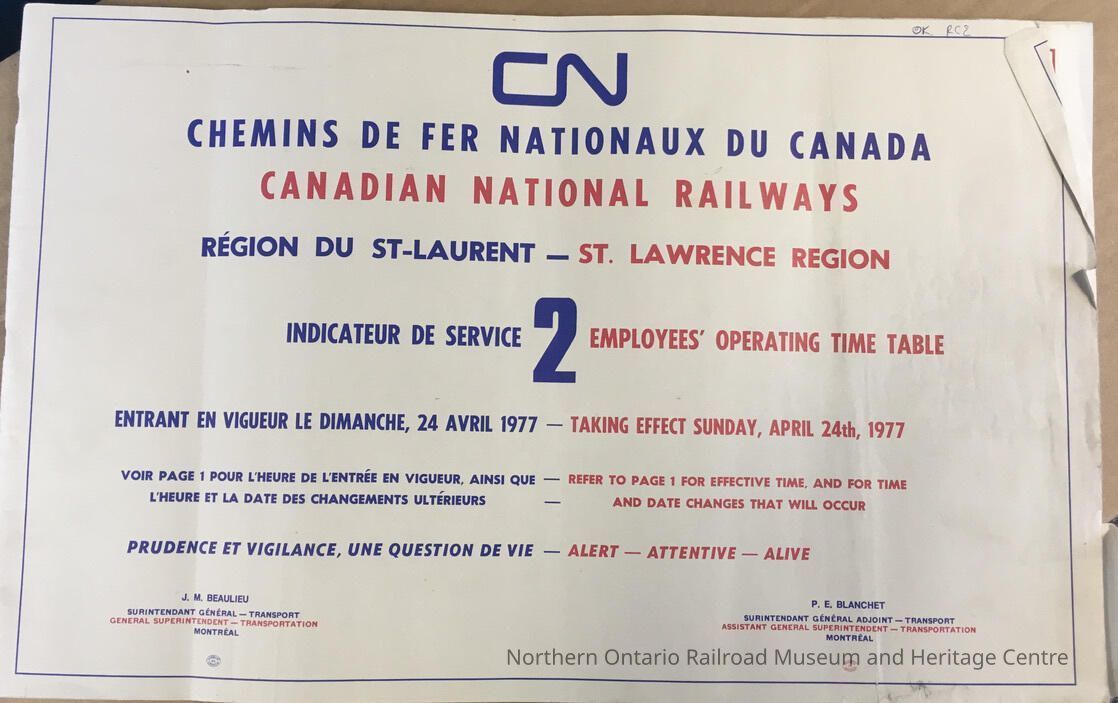 OK RC2
CN
CHEMINS DE FER NATIONAUX DU CANADA
CANADIAN NATIONAL RAILWAYS
RÉGION DU ST-LAURENT — ST. LAWRENCE REGION
INDICATEUR DE SERVICE 2 EMPLOYEES' OPERATING TIME TABLE
ENTRANT EN VIGUEUR LE DIMANCHE, 24 AVRIL 1977 — TAKING EFFECT SUNDAY, APRIL 24th, 1977
VOIR PAGE 1 POUR L'HEURE DE L'ENTRÉE EN VIGUEUR, AINSI QUE — REFER TO PAGE 1 FOR EFFECTIVE TIME, AND FOR TIME
L'HEURE ET LA DATE DES CHANGEMENTS ULTÉRIEURS — AND DATE CHANGES THAT WILL OCCUR
PRUDENCE ET VIGILANCE, UNE QUESTION DE VIE — ALERT — ATTENTIVE — ALIVE
J. M. BEAULIEU
SURINTENDANT GÉNÉRAL — TRANSPORT
GENERAL SUPERINTENDENT — TRANSPORTATION
MONTRÉAL
P. E. BLANCHET
SURINTENDANT GÉNÉRAL ADJOINT — TRANSPORT
ASSISTANT GENERAL SUPERINTENDENT — TRANSPORTATION
MONTRÉAL
Northern Ontario Railroad Museum and Heritage Centre